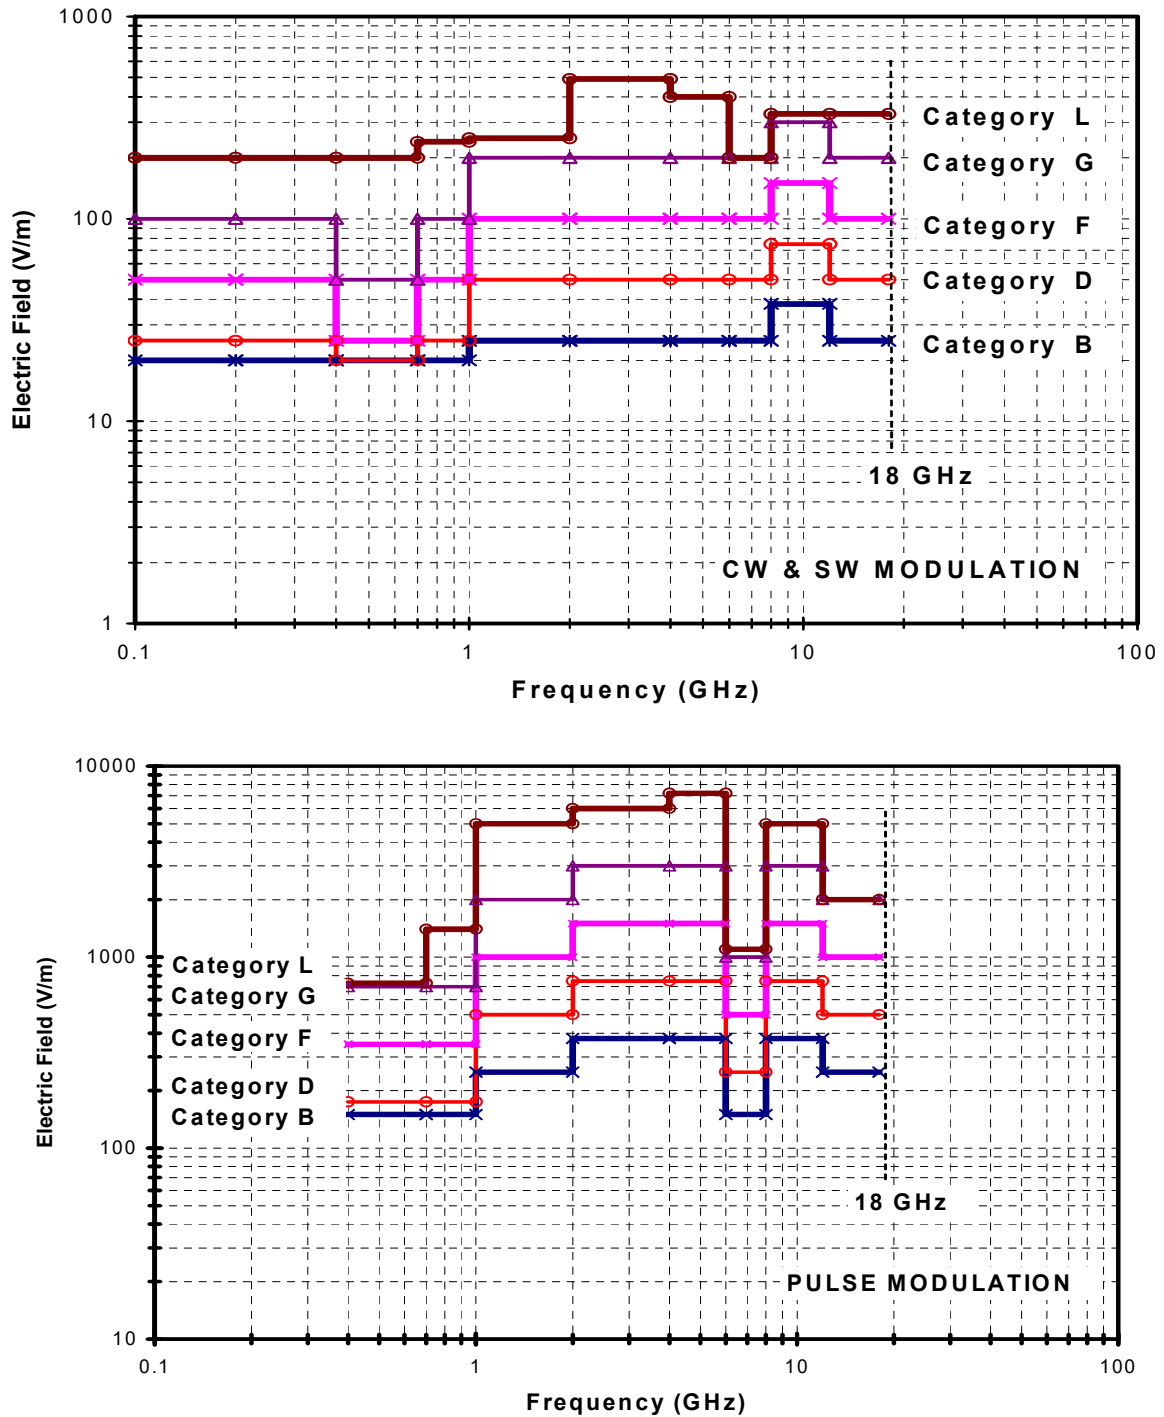 1000
100
10
1
Electric Field (V/m)
Category L
Category G
Category F
Category D
Category B
18 GHz
CW & SW MODULATION
0.1 1 10 100
Frequency (GHz)
10000
1000
100
10
Electric Field (V/m)
Category L
Category G
Category F
Category D
Category B
18 GHz
PULSE MODULATION
0.1 1 10 100
Frequency (GHz)